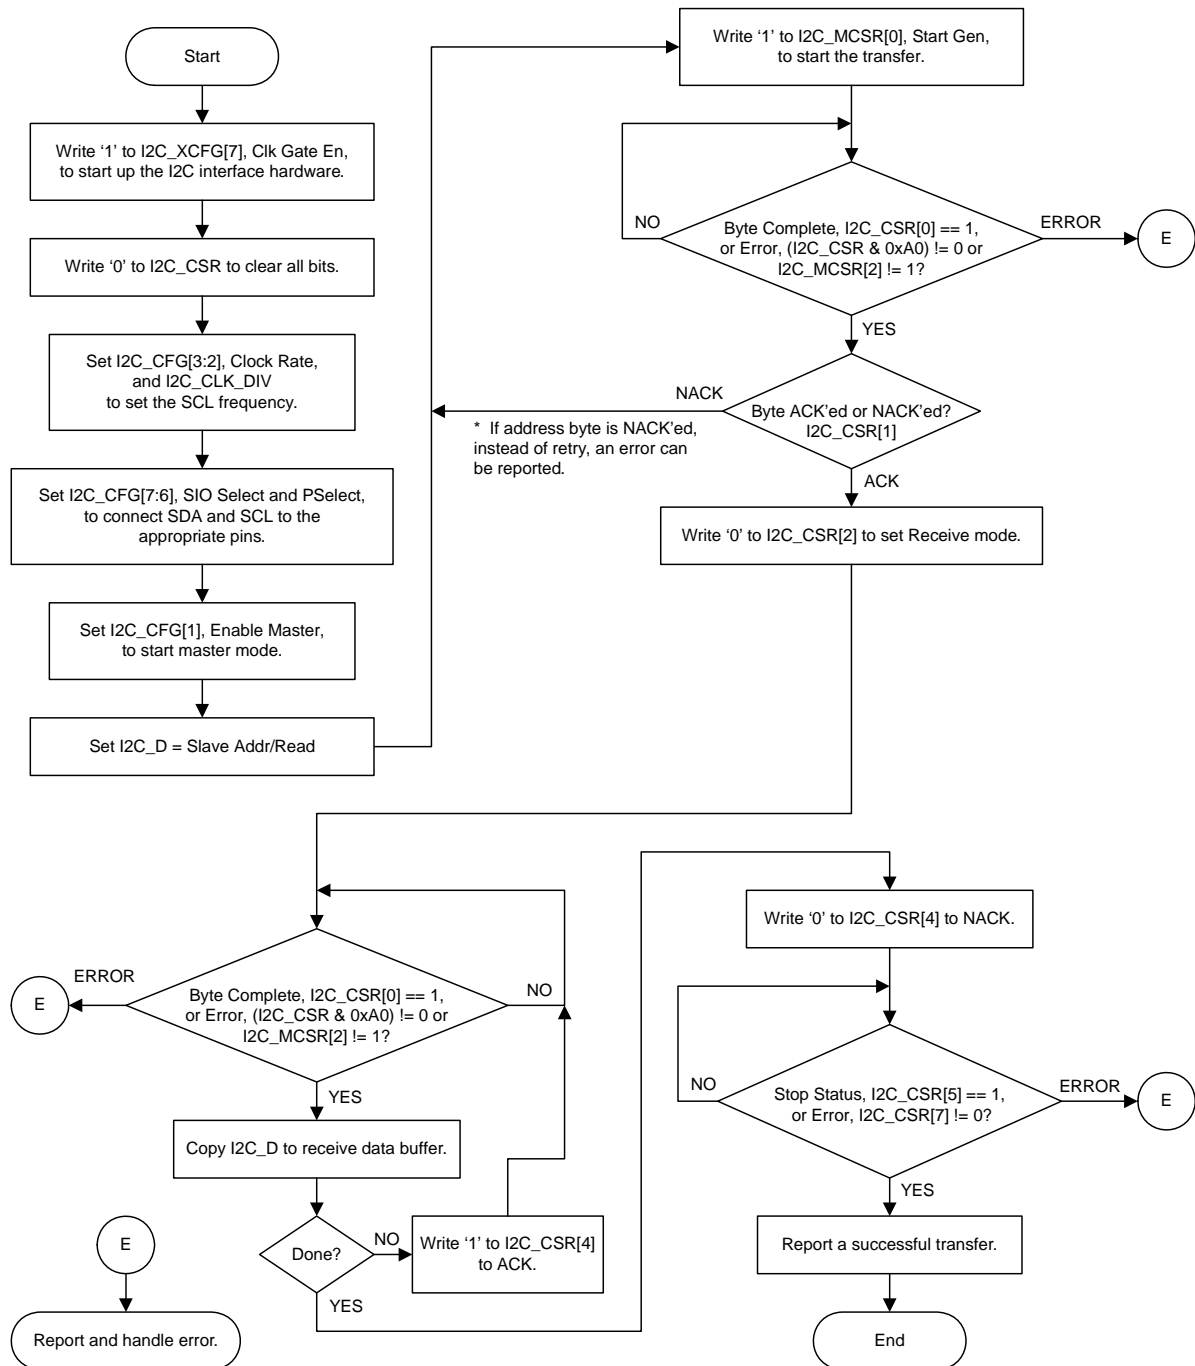 Start
Write ‘1’ to I2C_XCFG[7], Clk Gate En,
to start up the I2C interface hardware.
Write ‘0’ to I2C_CSR to clear all bits.
Set I2C_CFG[3:2], Clock Rate,
and I2C_CLK_DIV
to set the SCL frequency.
Set I2C_CFG[7:6], SIO Select and PSelect,
to connect SDA and SCL to the
appropriate pins.
Set I2C_CFG[1], Enable Master,
to start master mode.
Set I2C_D = Slave Addr/Read
Write ‘1’ to I2C_MCSR[0], Start Gen,
to start the transfer.
NO
Byte Complete, I2C_CSR[0] == 1,
or Error, (I2C_CSR & 0xA0) != 0 or
I2C_MCSR[2] != 1?
ERROR
E
YES
NACK
Byte ACK’ed or NACK’ed?
I2C_CSR[1]
* If address byte is NACK’ed,
instead of retry, an error can
be reported.
ACK
Write ‘0’ to I2C_CSR[2] to set Receive mode.
E
ERROR
Byte Complete, I2C_CSR[0] == 1,
or Error, (I2C_CSR & 0xA0) != 0 or
I2C_MCSR[2] != 1?
NO
YES
Copy I2C_D to receive data buffer.
Done?
NO
Write ‘1’ to I2C_CSR[4]
to ACK.
YES
E
Report and handle error.
Write ‘0’ to I2C_CSR[4] to NACK.
NO
Stop Status, I2C_CSR[5] == 1,
or Error, I2C_CSR[7] != 0?
ERROR
E
YES
Report a successful transfer.
End